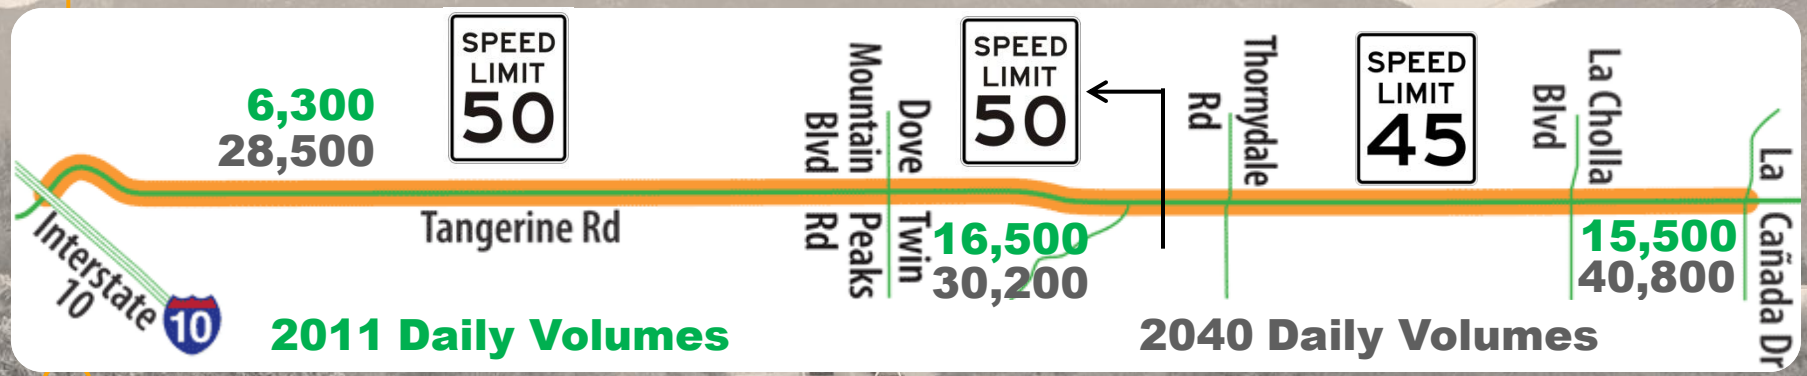 SPEED
LIMIT
50
6,300
28,500
Mountain
Blvd
Dove
SPEED
LIMIT
50
Thornydale
Rd
SPEED
LIMIT
45
La Cholla
Blvd
La
Cañada Dr
Tangerine Rd
Twin
Peaks
Rd
16,500
30,200
15,500
40,800
Interstate
10
10
2011 Daily Volumes
2040 Daily Volumes